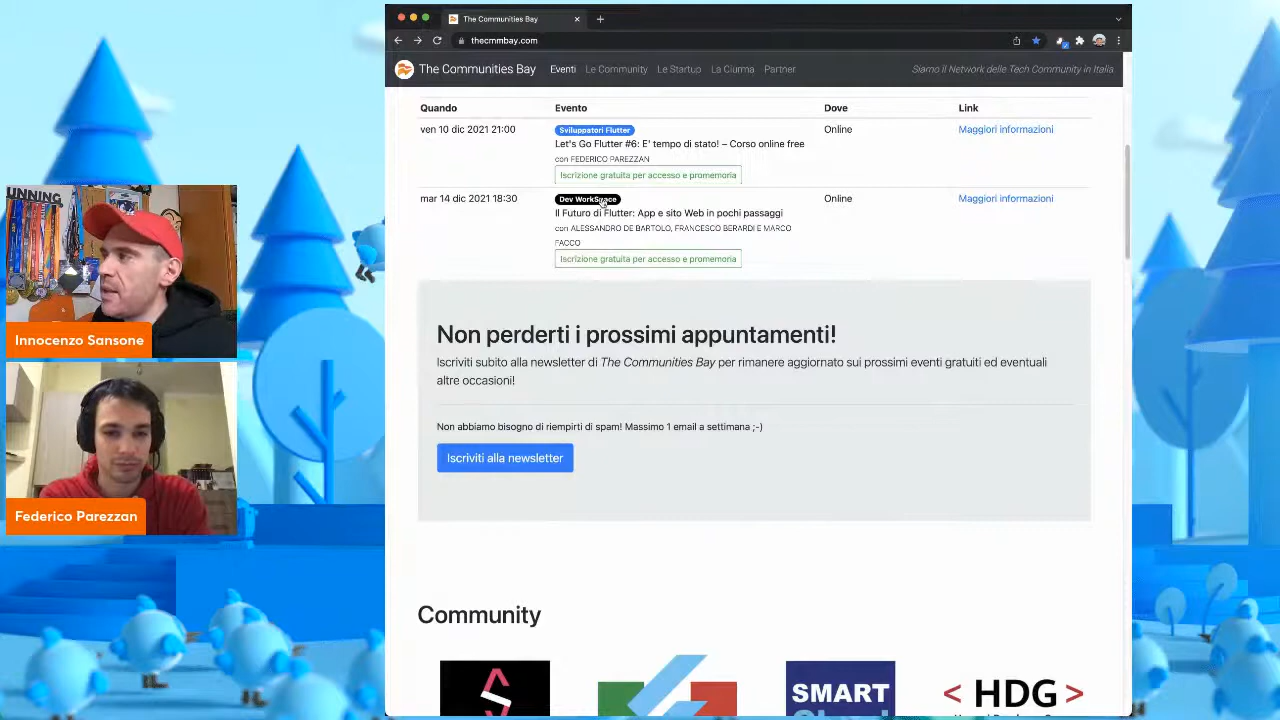 The Communities Bay
thecmmbay.com
The Communities Bay
Eventi
Le Community
Le Startup
La Ciurma
Partner
Siamo il Network delle Tech Community in Italia.
Quando
Evento
Dove
Link
ven 10 dic 2021 21:00
Sviluppatori Flutter
Let's Go Flutter #6: E' tempo di stato! – Corso online free
con FEDERICO PAREZZAN
Iscrizione gratuita per accesso e promemoria
Online
Maggiori informazioni
mar 14 dic 2021 18:30
Dev WorkSpace
Il Futuro di Flutter: App e sito Web in pochi passaggi
con ALESSANDRO DE BARTOLO, FRANCESCO BERARDI E MARCO
FACCO
Iscrizione gratuita per accesso e promemoria
Online
Maggiori informazioni
Non perderti i prossimi appuntamenti!
Iscriviti subito alla newsletter di The Communities Bay per rimanere aggiornato sui prossimi eventi gratuiti ed eventuali
altre occasioni!
Non abbiamo bisogno di riempirti di spam! Massimo 1 email a settimana ;-)
Iscriviti alla newsletter
Community
SMART
< HDG >
UNNING
Innocenzo Sansone
Federico Parezzan